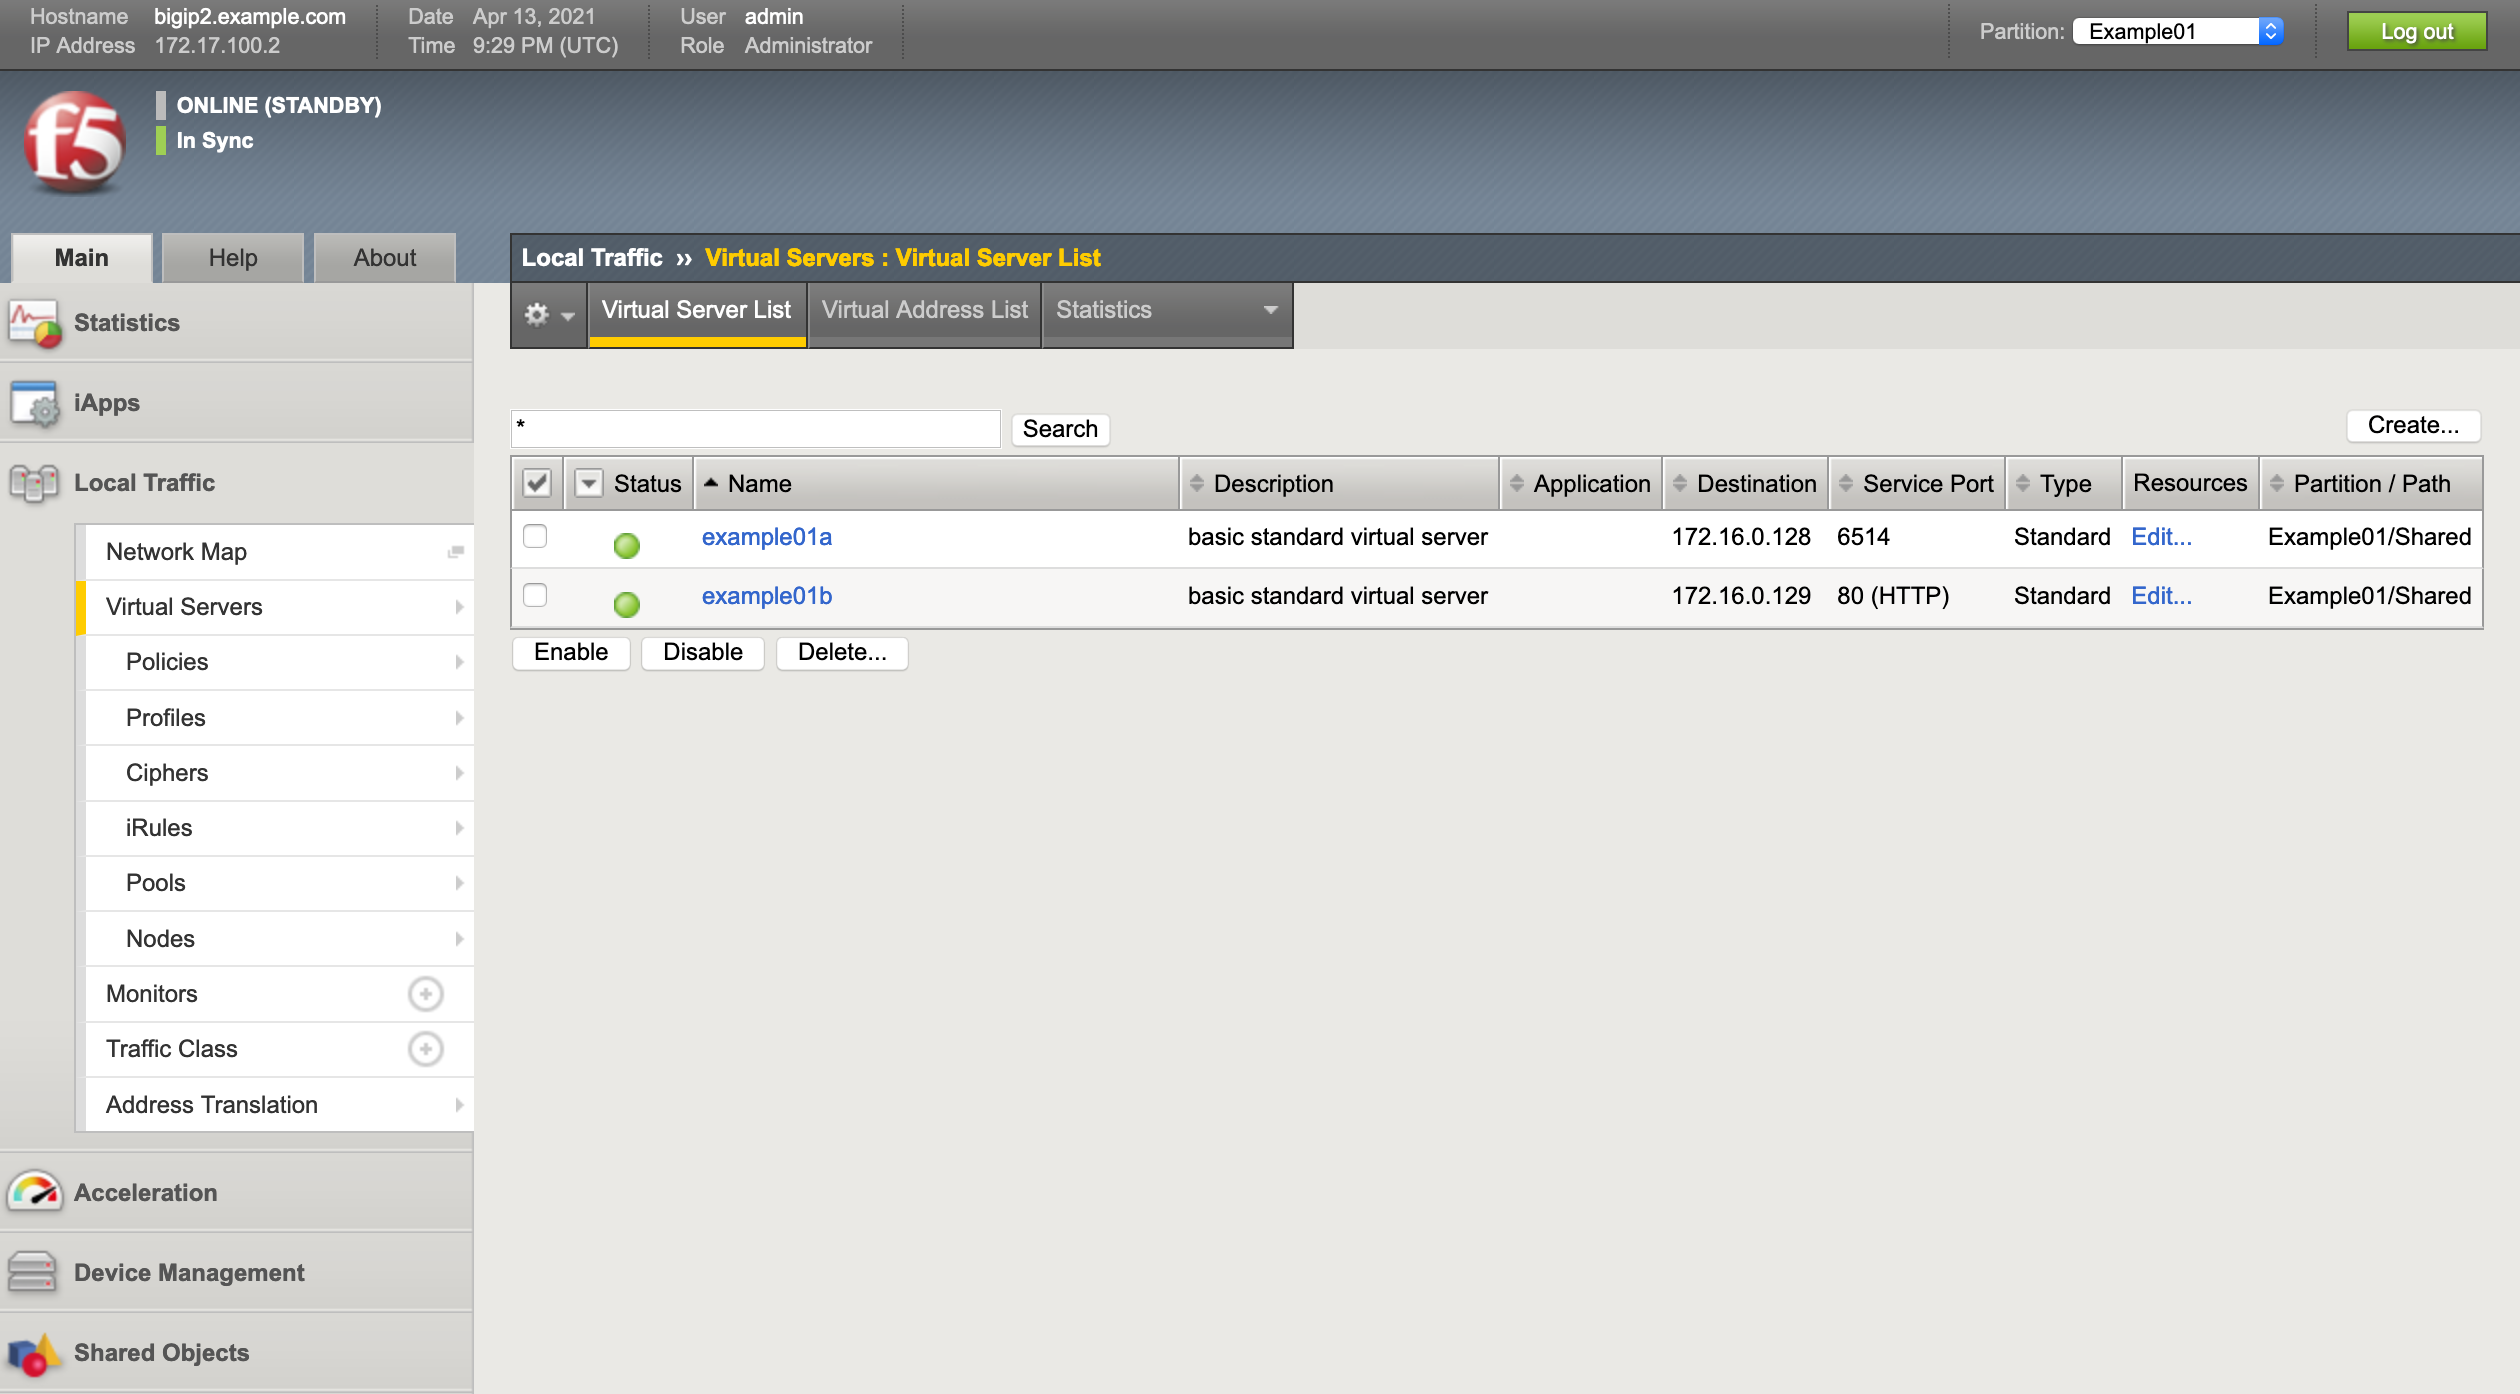 Hostname bigip2.example.com Date Apr 13, 2021 User admin
IP Address 172.17.100.2 Time 9:29 PM (UTC) Role Administrator
Partition: Example01 Log out
f5
ONLINE (STANDBY)
In Sync
Main Help About
Local Traffic ›› Virtual Servers : Virtual Server List
Virtual Server List Virtual Address List Statistics
Statistics
iApps
Local Traffic
Network Map
Virtual Servers
Policies
Profiles
Ciphers
iRules
Pools
Nodes
Monitors
Traffic Class
Address Translation
Acceleration
Device Management
Shared Objects
* Search Create...
Status Name Description Application Destination Service Port Type Resources Partition / Path
example01a basic standard virtual server 172.16.0.128 6514 Standard Edit... Example01/Shared
example01b basic standard virtual server 172.16.0.129 80 (HTTP) Standard Edit... Example01/Shared
Enable Disable Delete...